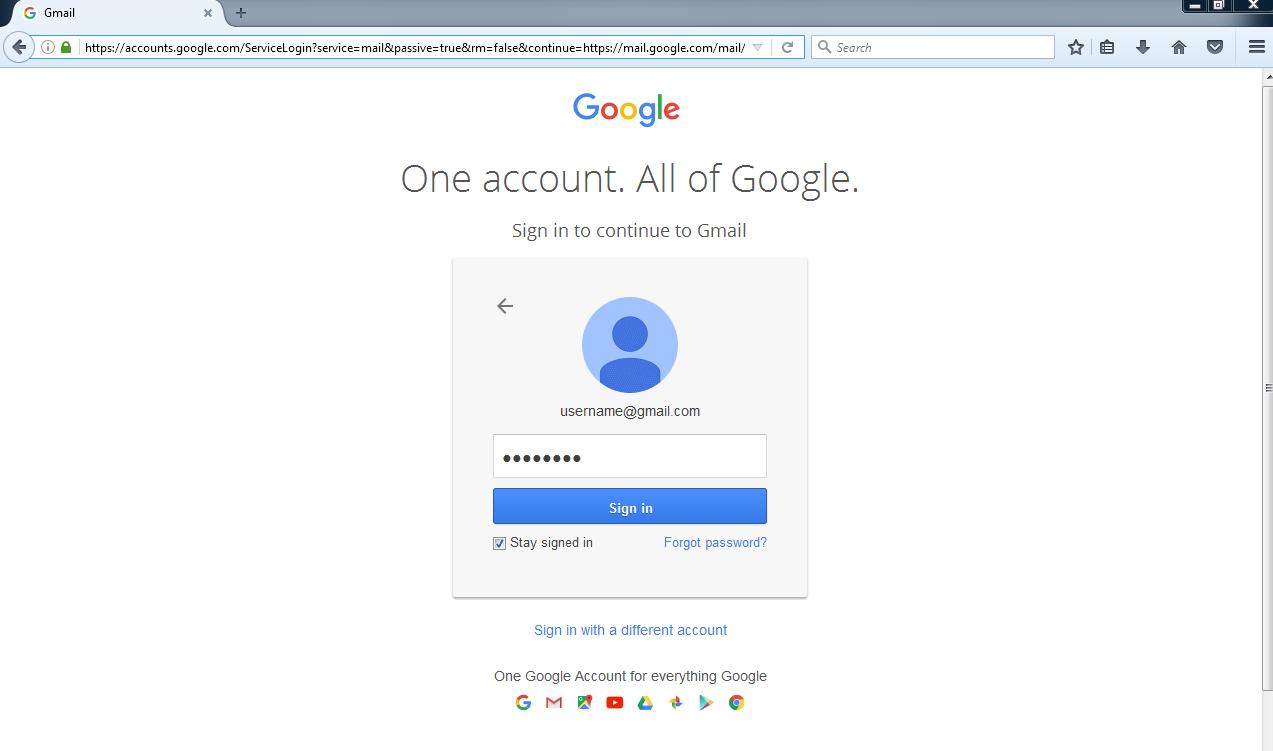 Gmail
https://accounts.google.com/ServiceLogin?service=mail&passive=true&rm=false&continue=https://mail.google.com/mail/
Search
Google
One account. All of Google.
Sign in to continue to Gmail
username@gmail.com
Sign in
Stay signed in
Forgot password?
Sign in with a different account
One Google Account for everything Google